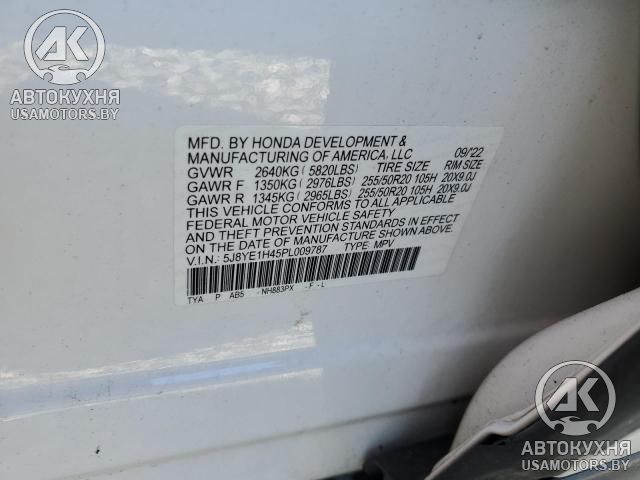 AK
АВТОКУХНЯ
USAMOTORS.BY
MFD. BY HONDA DEVELOPMENT &
MANUFACTURING OF AMERICA, LLC 09/22
GVWR 2640KG ( 5820LBS) TIRE SIZE RIM SIZE
GAWR F 1350KG ( 2976LBS) 255/50R20 105H 20X9.0J
GAWR R 1345KG ( 2965LBS) 255/50R20 105H 20X9.0J
THIS VEHICLE CONFORMS TO ALL APPLICABLE
FEDERAL MOTOR VEHICLE SAFETY
AND THEFT PREVENTION STANDARDS IN EFFECT
ON THE DATE OF MANUFACTURE SHOWN ABOVE.
V.I.N.: 5J8YE1H45PL009787 TYPE: MPV
TYA P AB5 - NH883PX - F - L
AK
АВТОКУХНЯ
USAMOTORS.BY